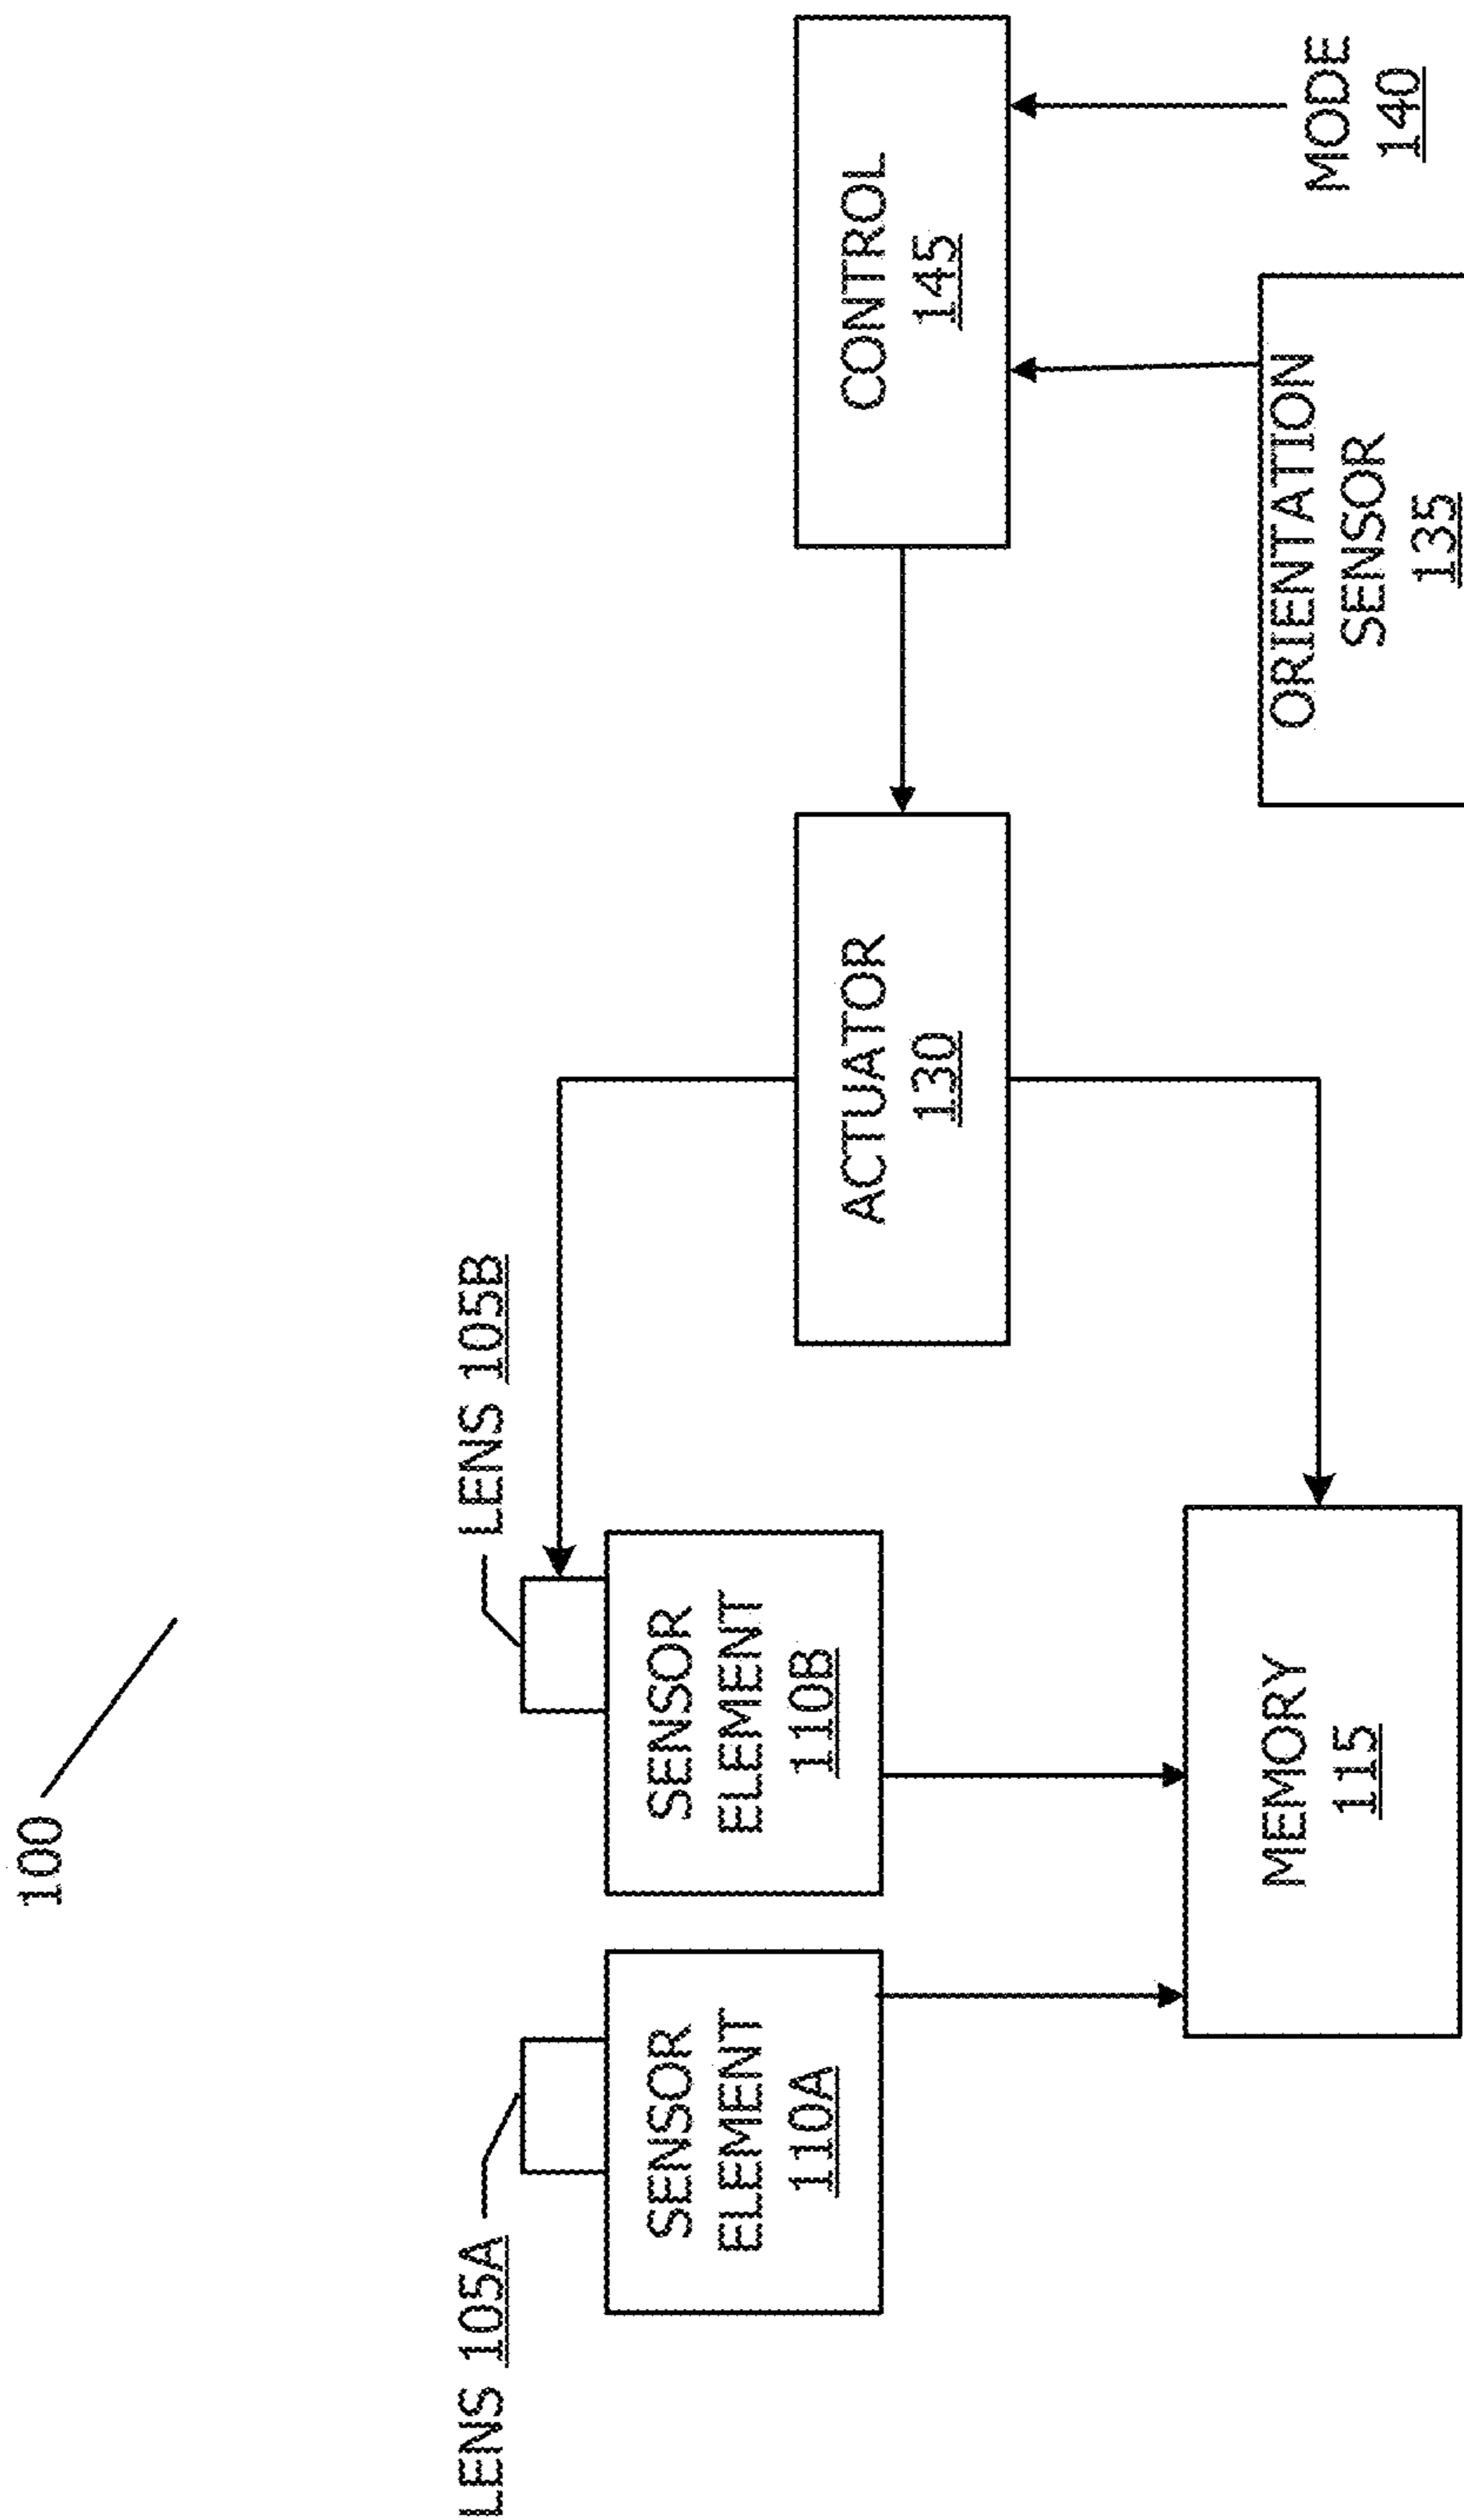 100
LENS 105A
LENS 105B
SENSOR
ELEMENT
110A
SENSOR
ELEMENT
110B
ACTUATOR
130
CONTROL
145
MEMORY
115
ORIENTATION
SENSOR
135
MODE
140